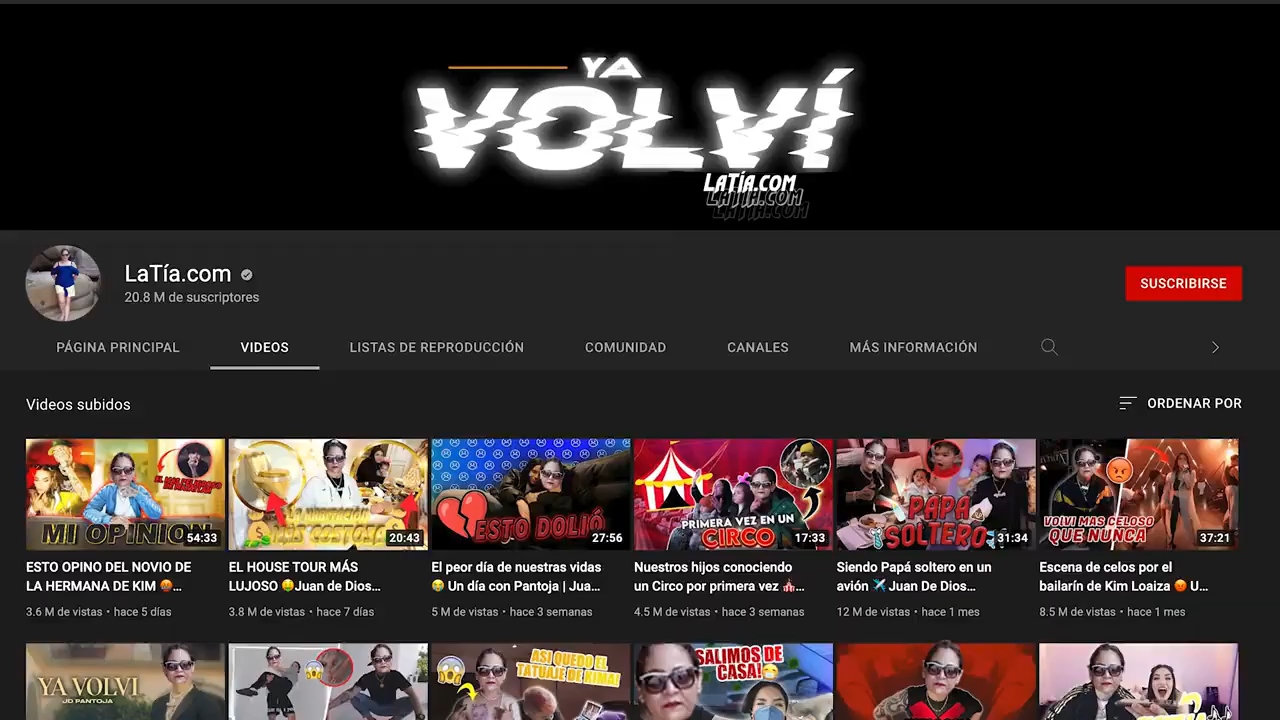 YA
VOLVÍ
LATÍA.COM
LATÍA.COM
LATÍA.COM
LaTía.com
20.8 M de suscriptores
SUSCRIBIRSE
PÁGINA PRINCIPAL
VIDEOS
LISTAS DE REPRODUCCIÓN
COMUNIDAD
CANALES
MÁS INFORMACIÓN
Videos subidos
ORDENAR POR
MI OPINION
54:33
20:43
ESTO DOLIÓ
27:56
PRIMERA VEZ EN UN
CIRCO
17:33
PAPÁ
SOLTERO
31:34
VOLVI MAS CELOSO
QUE NUNCA
37:21
ESTO OPINO DEL NOVIO DE
LA HERMANA DE KIM 🤬...
3.6 M de vistas • hace 5 días
EL HOUSE TOUR MÁS
LUJOSO 🤑Juan de Dios...
3.8 M de vistas • hace 7 días
El peor día de nuestras vidas
😭 Un día con Pantoja | Jua...
5 M de vistas • hace 3 semanas
Nuestros hijos conociendo
un Circo por primera vez 🎪...
4.5 M de vistas • hace 3 semanas
Siendo Papá soltero en un
avión ✈️ Juan De Dios...
12 M de vistas • hace 1 mes
Escena de celos por el
bailarín de Kim Loaiza 😡 U...
8.5 M de vistas • hace 1 mes
YA VOLVI
JD PANTOJA
ASI QUEDO EL
TATUAJE DE KIMA!
SALIMOS DE
CASA!